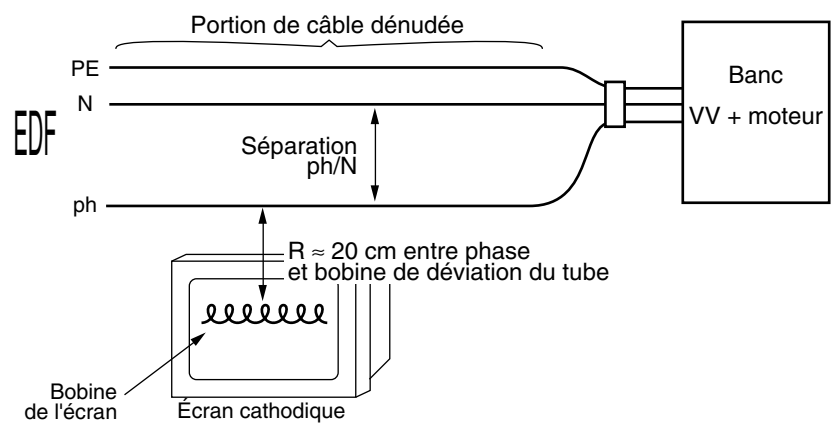 Portion de câble dénudée
PE
N
EDF
Banc
VV + moteur
Séparation
ph/N
ph
R ≈ 20 cm entre phase
et bobine de déviation du tube
Bobine
de l'écran
Écran cathodique